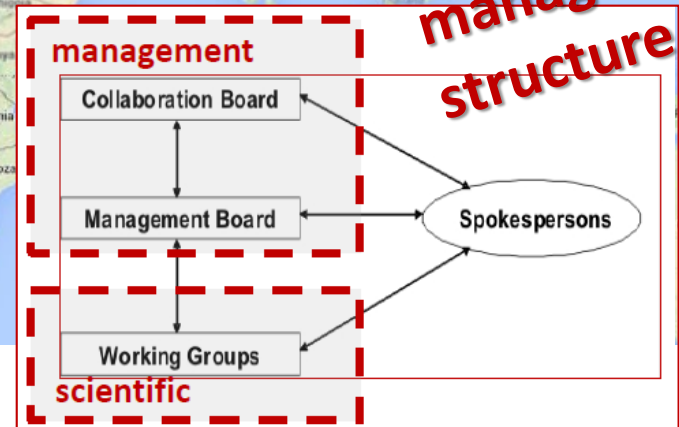 management
structure
Collaboration Board
Management Board
Spokespersons
Working Groups
scientific